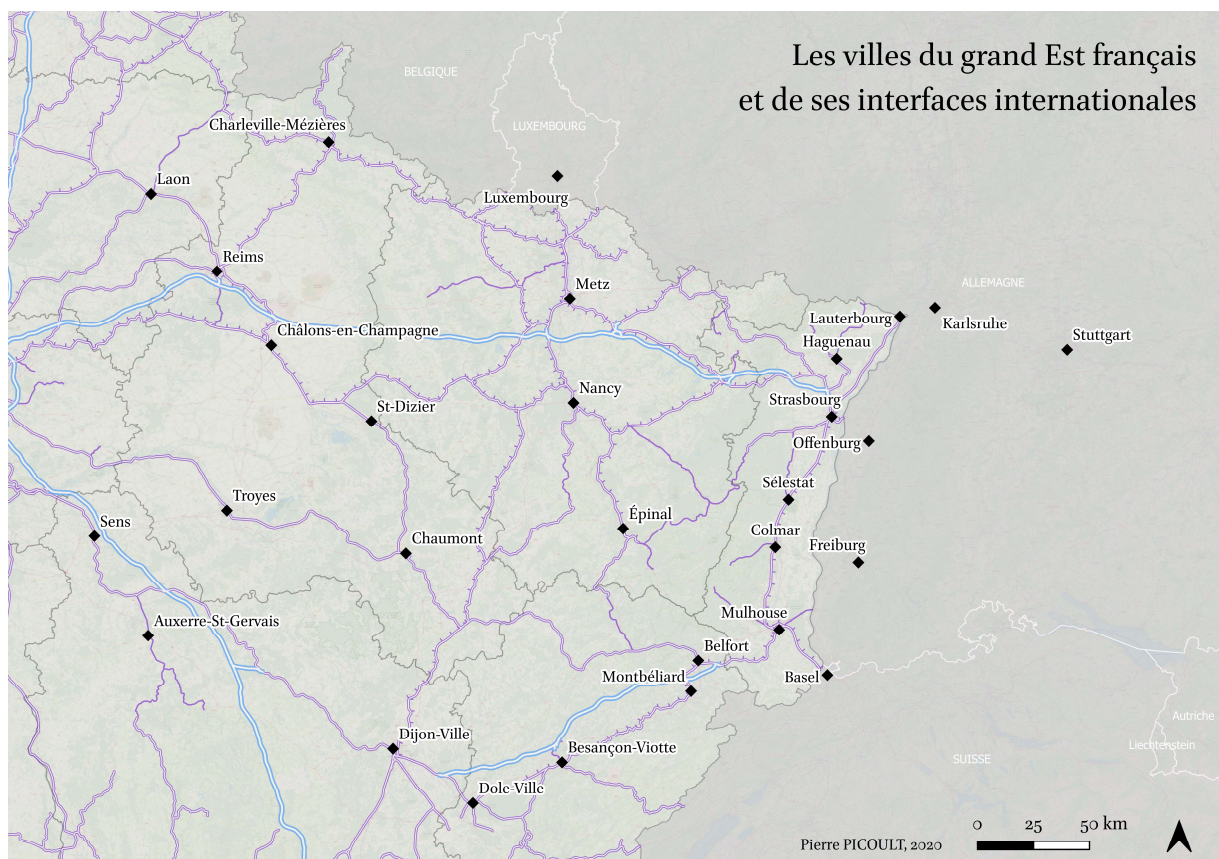 Les villes du grand Est français
et de ses interfaces internationales
BELGIQUE
LUXEMBOURG
Charleville-Mézières
Laon
Luxembourg
Reims
Metz
ALLEMAGNE
Lauterbourg
Karlsruhe
Châlons-en-Champagne
Haguenau
Stuttgart
Nancy
Strasbourg
St-Dizier
Offenburg
Sélestat
Troyes
Épinal
Sens
Colmar
Chaumont
Freiburg
Mulhouse
Auxerre-St-Gervais
Belfort
Montbéliard
Basel
Autriche
Dijon-Ville
Besançon-Viotte
Liechtenstein
SUISSE
Dole-Ville
0 25 50 km
Pierre PICOULT, 2020